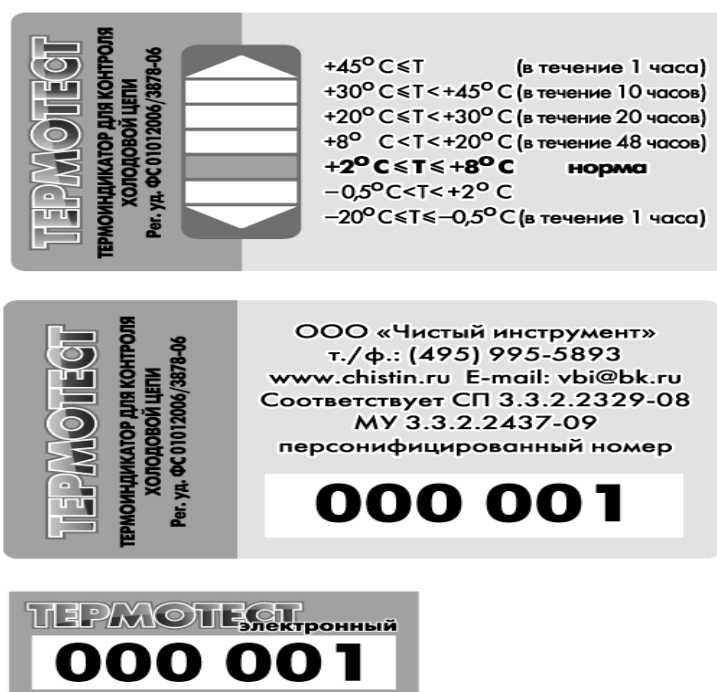 ТЕРМОТЕСТ
ТЕРМОИНДИКАТОР ДЛЯ КОНТРОЛЯ
ХОЛОДОВОЙ ЦЕПИ
Рег. уд. ФС 01012006/3878-06
+45° C⩽T (в течение 1 часа)
+30° C⩽T<+45° C (в течение 10 часов)
+20° C⩽T<+30° C (в течение 20 часов)
+8° C<T<+20° C (в течение 48 часов)
+2° C⩽T⩽+8° C норма
−0,5° C<T<+2° C
−20° C⩽T⩽−0,5° C (в течение 1 часа)
ТЕРМОТЕСТ
ТЕРМОИНДИКАТОР ДЛЯ КОНТРОЛЯ
ХОЛОДОВОЙ ЦЕПИ
Рег. уд. ФС 01012006/3878-06
ООО «Чистый инструмент»
т./ф.: (495) 995-5893
www.chistin.ru E-mail: vbi@bk.ru
Соответствует СП 3.3.2.2329-08
МУ 3.3.2.2437-09
персонифицированный номер
000 001
ТЕРМОТЕСТ
электронный
000 001